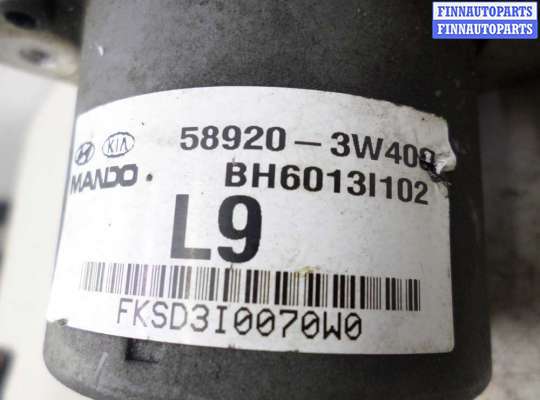 FINNAUTOPARTS
FINNAUTOPARTS
KIA 58920-3W40
MANDO BH6013I102
L9
FKSD3I0070W0